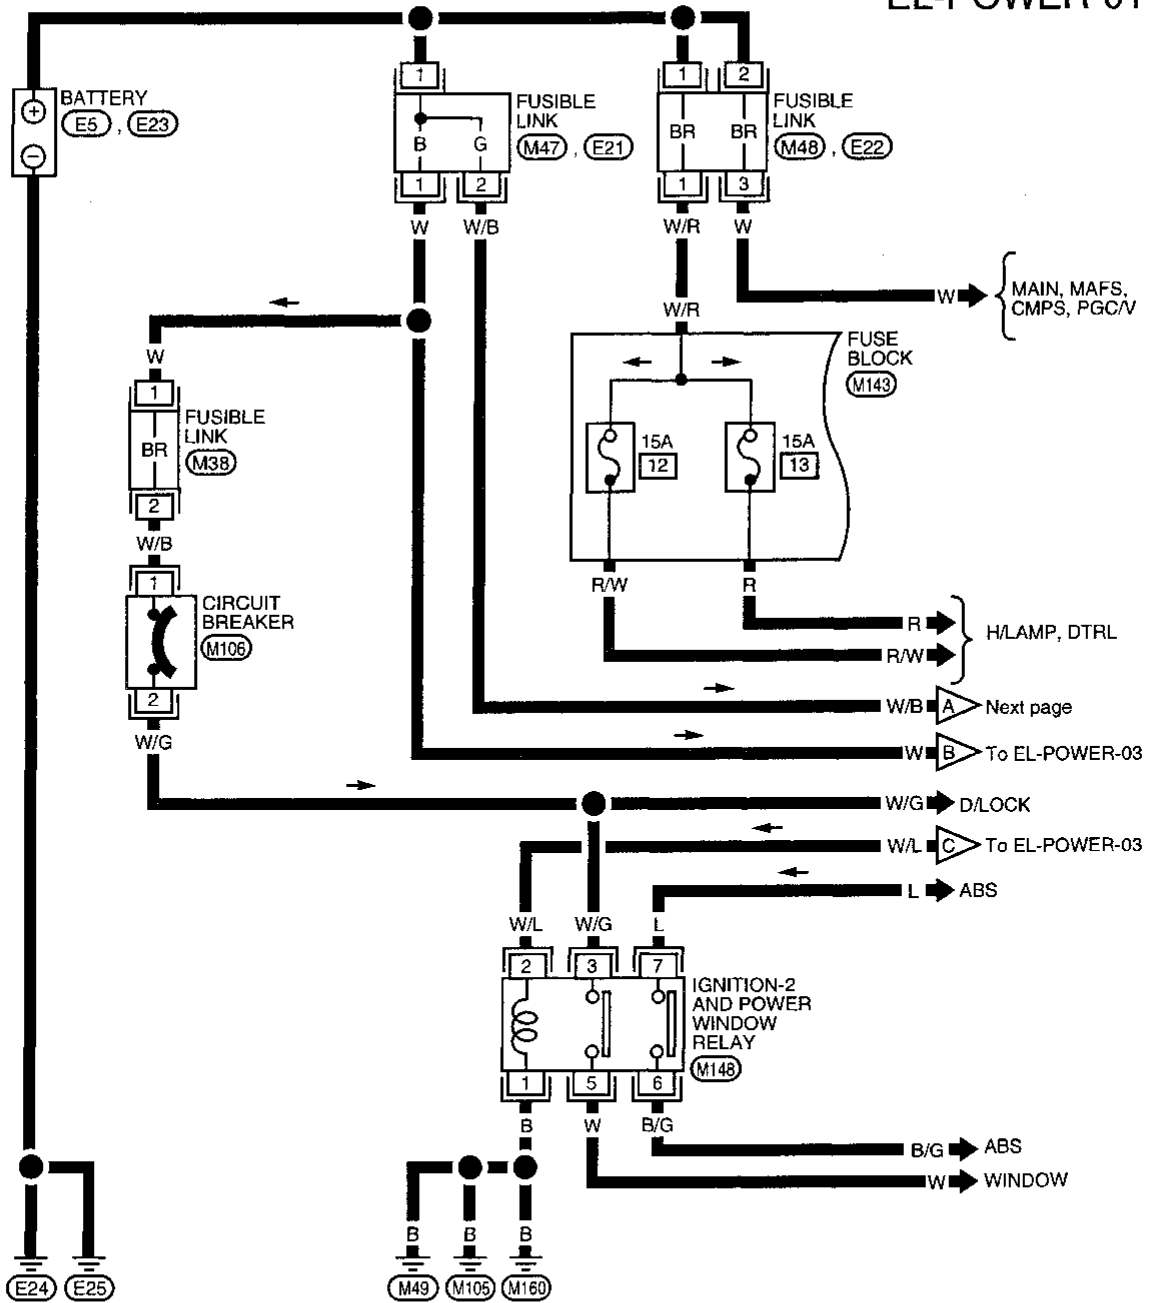 EL-POWER-01
1
1
2
BATTERY
E5 , E23
+
−
FUSIBLE
LINK
M47 , E21
B
G
FUSIBLE
LINK
M48 , E22
BR
BR
1
2
1
3
W
W/B
W/R
W
W
MAIN, MAFS,
CMPS, PGC/V
W/R
FUSE
BLOCK
M143
W
1
FUSIBLE
LINK
M38
BR
2
15A
12
15A
13
W/B
1
R/W
R
CIRCUIT
BREAKER
M106
R
R/W
H/LAMP, DTRL
2
W/B
A
Next page
W/G
W
B
To EL-POWER-03
W/G
D/LOCK
W/L
C
To EL-POWER-03
L
ABS
W/L
W/G
L
2
3
7
IGNITION-2
AND POWER
WINDOW
RELAY
M148
1
5
6
B
W
B/G
B/G
ABS
W
WINDOW
B
B
B
E24
E25
M49
M105
M160